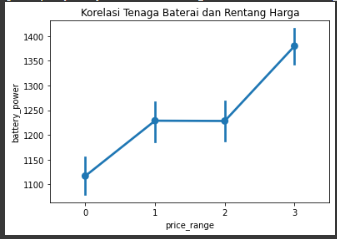 Korelasi Tenaga Baterai dan Rentang Harga
1400
1350
1300
1250
1200
1150
1100
battery_power
0 1 2 3
price_range